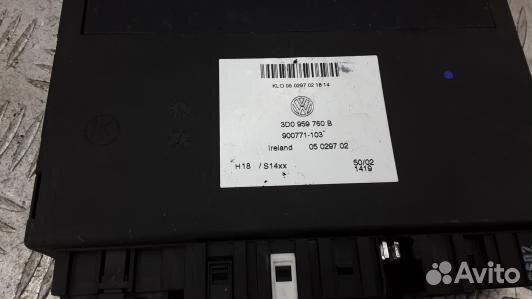 KLO 05 0297 02 18 14
3D0 959 760 B
900771-103
Ireland 05 0297 02
H18 / S14xx 50/02
1419
Avito